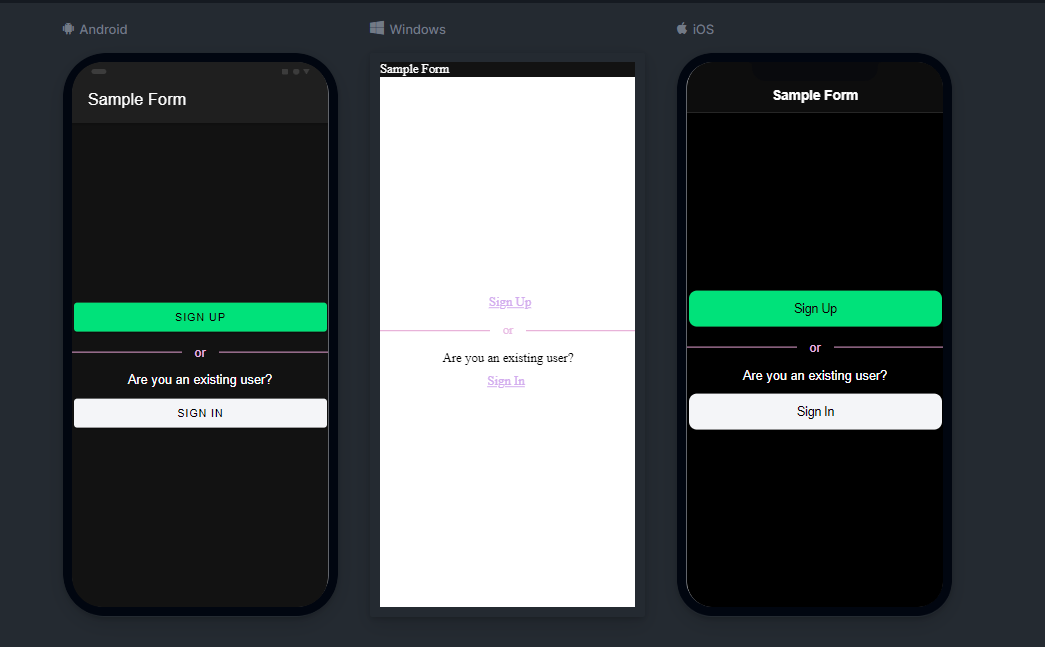 Android
Sample Form
SIGN UP
or
Are you an existing user?
SIGN IN
Windows
Sample Form
Sign Up
or
Are you an existing user?
Sign In
iOS
Sample Form
Sign Up
or
Are you an existing user?
Sign In